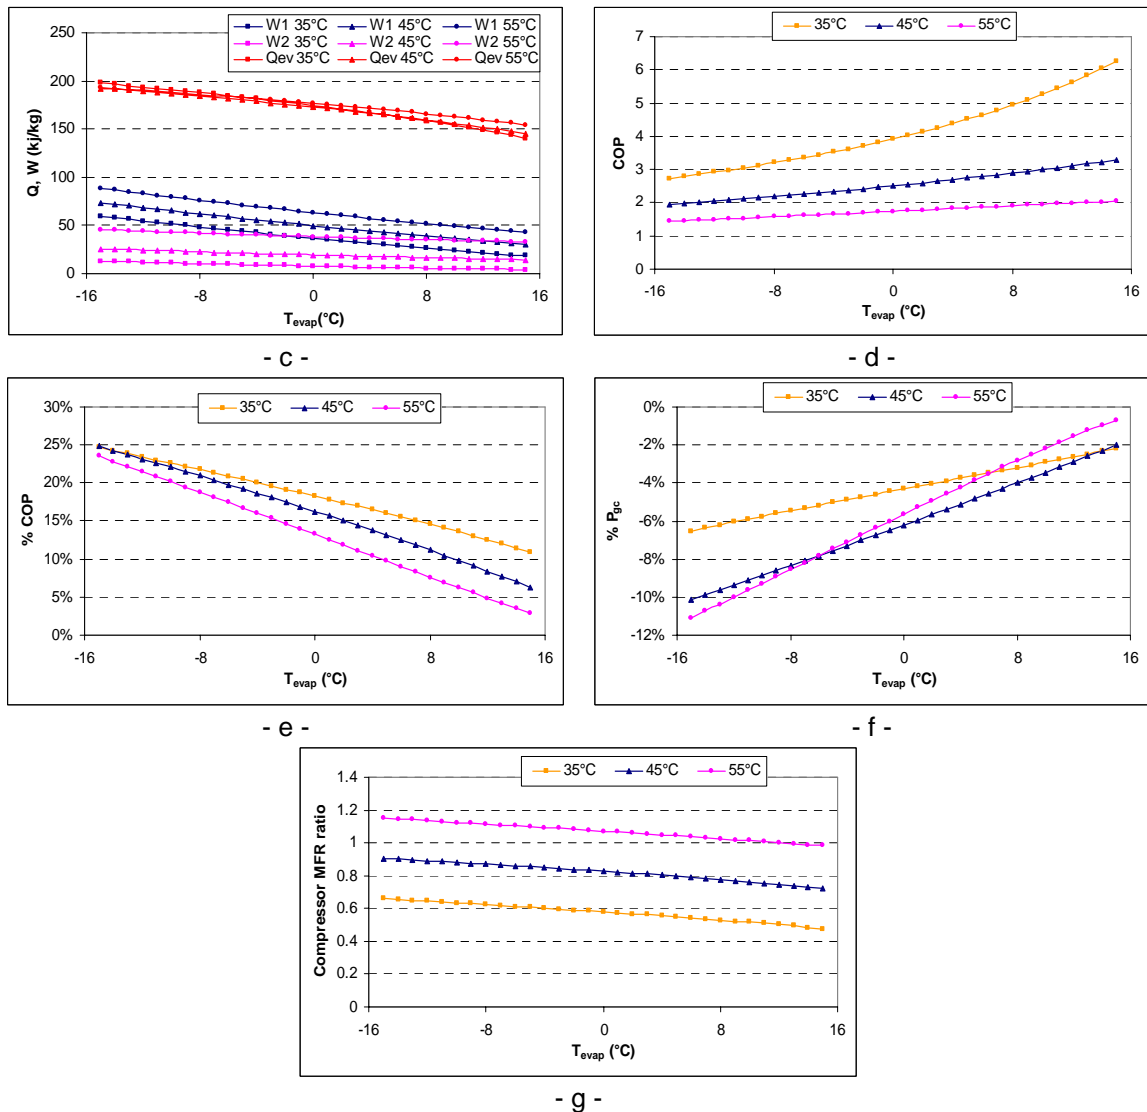 W1 35°C W1 45°C W1 55°C
W2 35°C W2 45°C W2 55°C
Qev 35°C Qev 45°C Qev 55°C
250
200
150
100
50
0
Q, W (kj/kg)
-16 -8 0 8 16
Tevap(°C)
- c -
35°C 45°C 55°C
7
6
5
4
3
2
1
0
COP
-16 -8 0 8 16
Tevap (°C)
- d -
35°C 45°C 55°C
30%
25%
20%
15%
10%
5%
0%
% COP
-16 -8 0 8 16
Tevap (°C)
- e -
35°C 45°C 55°C
0%
-2%
-4%
-6%
-8%
-10%
-12%
% Pgc
-16 -8 0 8 16
Tevap (°C)
- f -
35°C 45°C 55°C
1.4
1.2
1
0.8
0.6
0.4
0.2
0
Compressor MFR ratio
-16 -8 0 8 16
Tevap (°C)
- g -